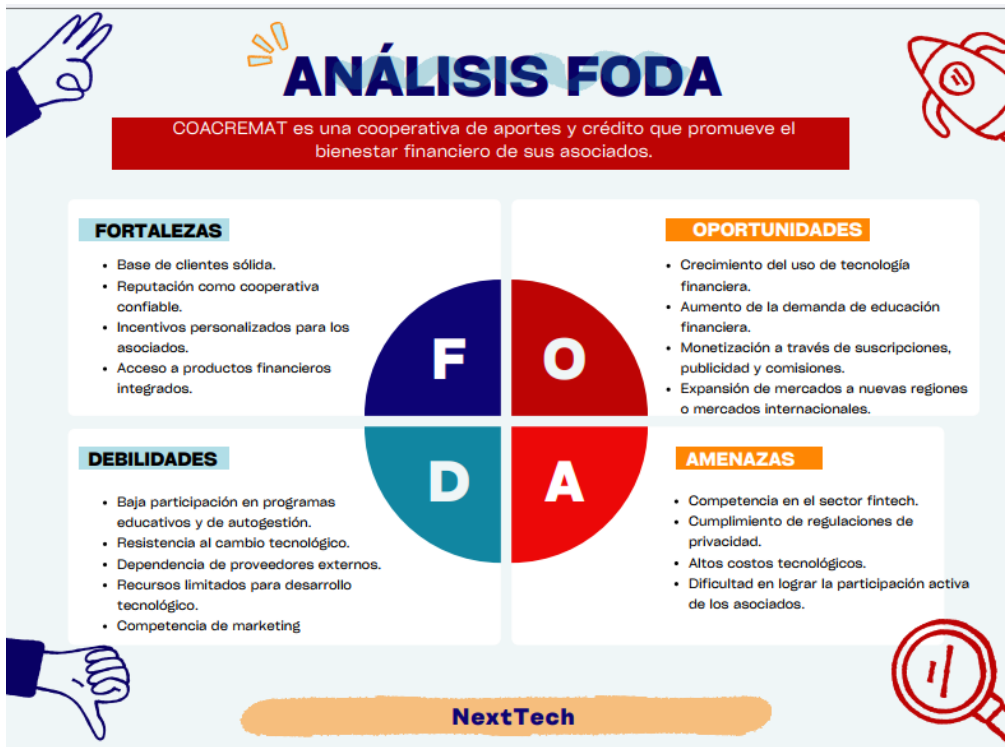 ANÁLISIS FODA
COACREMAT es una cooperativa de aportes y crédito que promueve el
bienestar financiero de sus asociados.
FORTALEZAS
• Base de clientes sólida.
• Reputación como cooperativa
confiable.
• Incentivos personalizados para los
asociados.
• Acceso a productos financieros
integrados.
OPORTUNIDADES
• Crecimiento del uso de tecnología
financiera.
• Aumento de la demanda de educación
financiera.
• Monetización a través de suscripciones,
publicidad y comisiones.
• Expansión de mercados a nuevas regiones
o mercados internacionales.
F
O
D
A
DEBILIDADES
• Baja participación en programas
educativos y de autogestión.
• Resistencia al cambio tecnológico.
• Dependencia de proveedores externos.
• Recursos limitados para desarrollo
tecnológico.
• Competencia de marketing
AMENAZAS
• Competencia en el sector fintech.
• Cumplimiento de regulaciones de
privacidad.
• Altos costos tecnológicos.
• Dificultad en lograr la participación activa
de los asociados.
NextTech